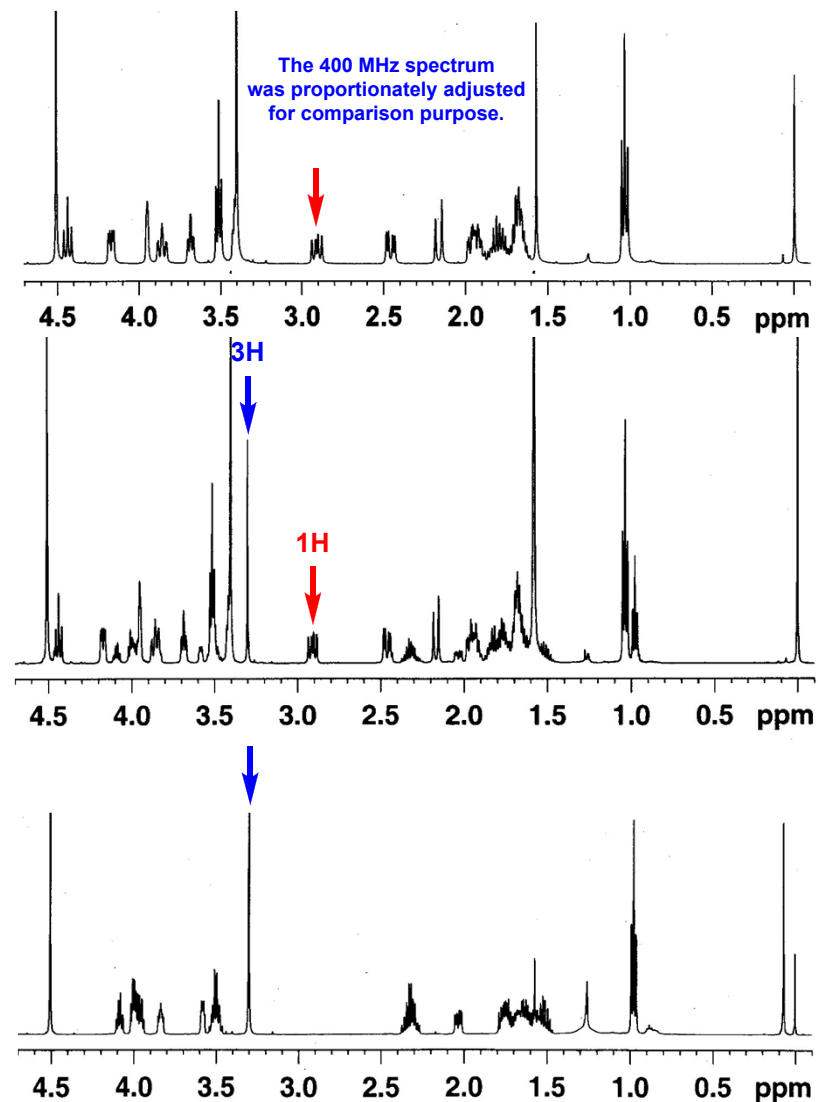 The 400 MHz spectrum
was proportionately adjusted
for comparison purpose.
4.5 4.0 3.5 3.0 2.5 2.0 1.5 1.0 0.5 ppm
3H
1H
4.5 4.0 3.5 3.0 2.5 2.0 1.5 1.0 0.5 ppm
4.5 4.0 3.5 3.0 2.5 2.0 1.5 1.0 0.5 ppm